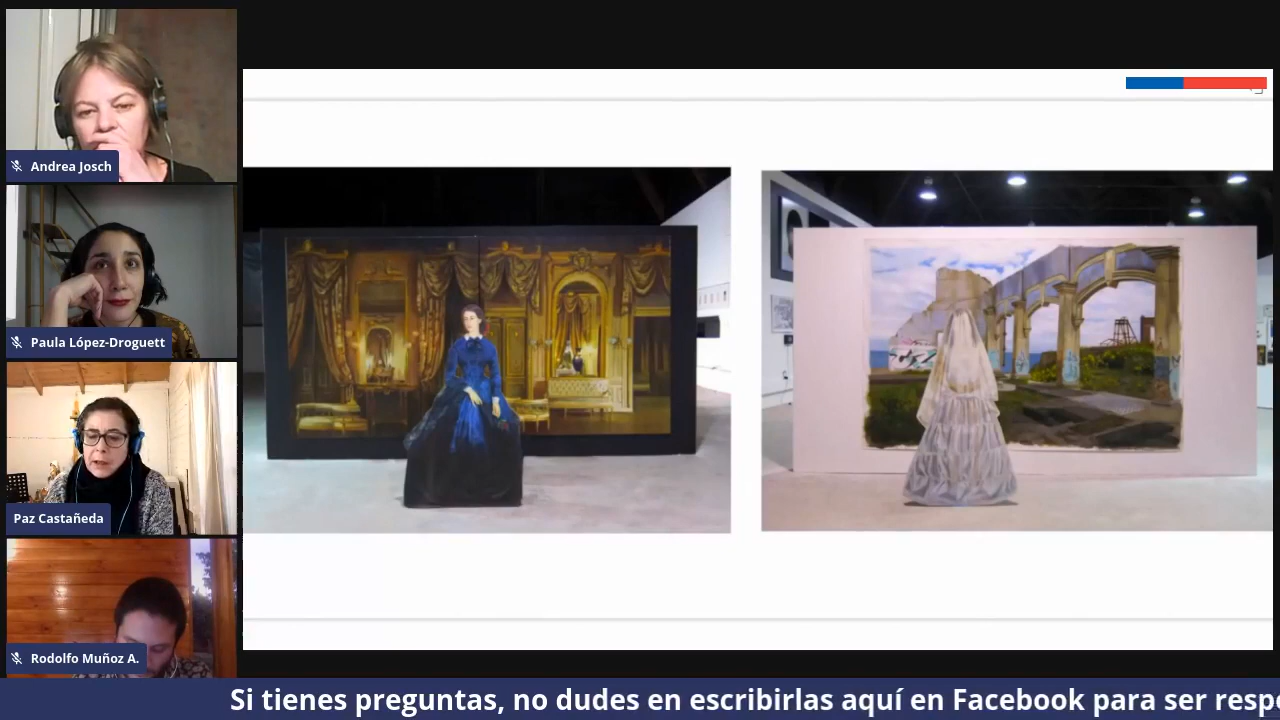 Andrea Josch
Paula López-Droguett
Paz Castañeda
Rodolfo Muñoz A.
Si tienes preguntas, no dudes en escribirlas aquí en Facebook para ser